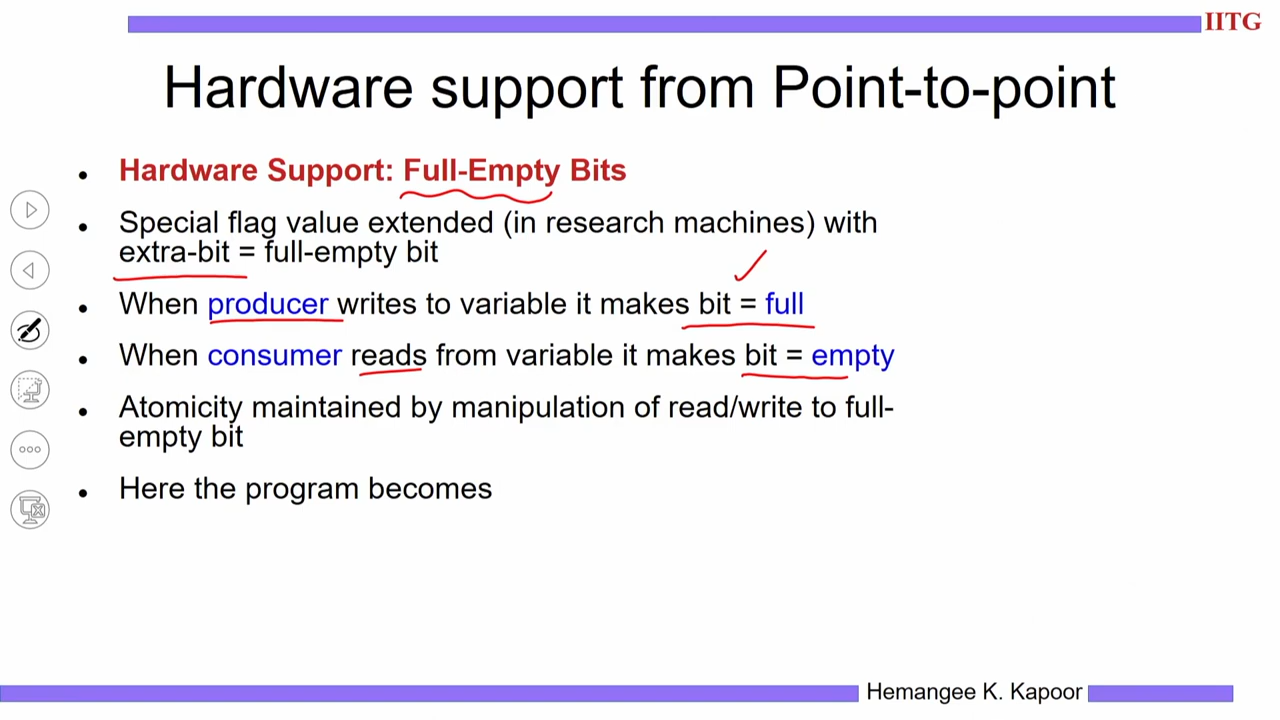 IITG
Hardware support from Point-to-point
• Hardware Support: Full-Empty Bits
• Special flag value extended (in research machines) with
extra-bit = full-empty bit
• When producer writes to variable it makes bit = full
• When consumer reads from variable it makes bit = empty
• Atomicity maintained by manipulation of read/write to full-
empty bit
• Here the program becomes
Hemangee K. Kapoor